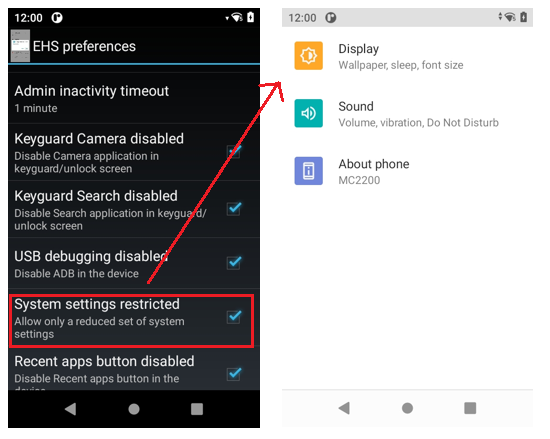 12:00
EHS preferences
Admin inactivity timeout
1 minute
Keyguard Camera disabled
Disable Camera application in
keyguard/unlock screen
Keyguard Search disabled
Disable Search application in keyguard/
unlock screen
USB debugging disabled
Disable ADB in the device
System settings restricted
Allow only a reduced set of system
settings
Recent apps button disabled
Disable Recent apps button in the
device
12:00
Display
Wallpaper, sleep, font size
Sound
Volume, vibration, Do Not Disturb
About phone
MC2200